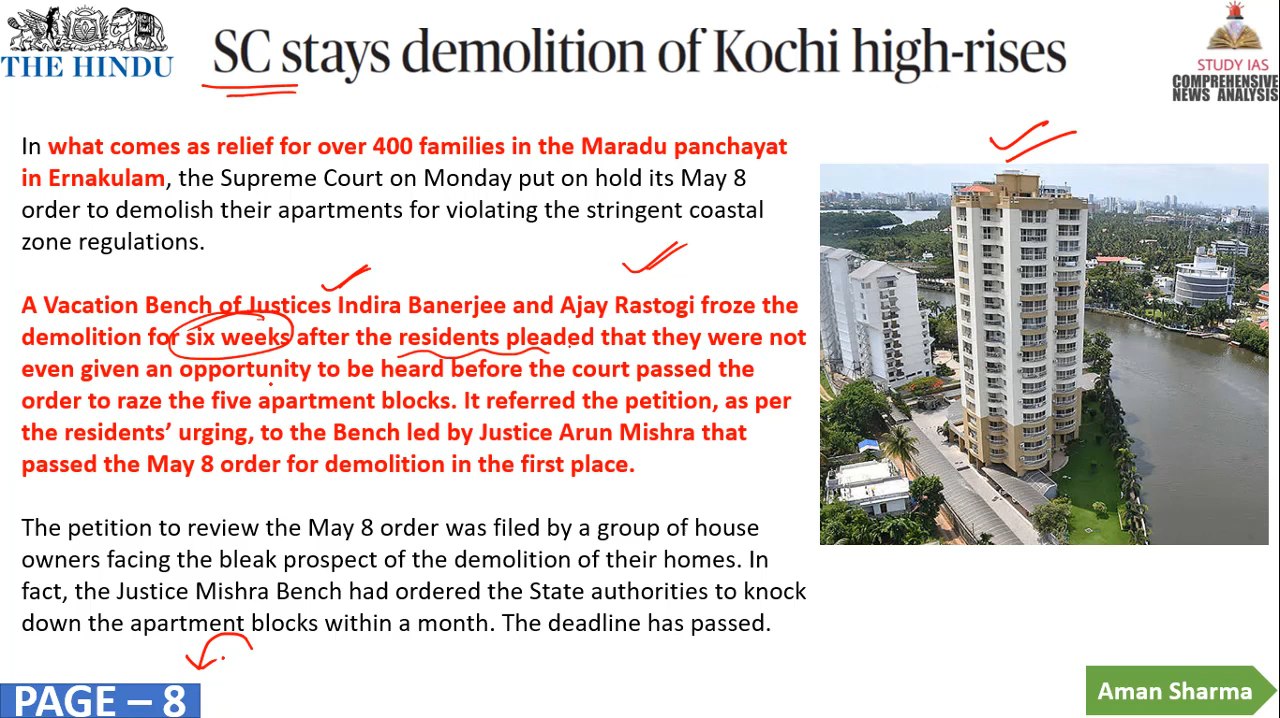 THE HINDU
SC stays demolition of Kochi high-rises
STUDY IAS
COMPREHENSIVE
NEWS ANALYSIS
In what comes as relief for over 400 families in the Maradu panchayat
in Ernakulam, the Supreme Court on Monday put on hold its May 8
order to demolish their apartments for violating the stringent coastal
zone regulations.
A Vacation Bench of Justices Indira Banerjee and Ajay Rastogi froze the
demolition for six weeks after the residents pleaded that they were not
even given an opportunity to be heard before the court passed the
order to raze the five apartment blocks. It referred the petition, as per
the residents’ urging, to the Bench led by Justice Arun Mishra that
passed the May 8 order for demolition in the first place.
The petition to review the May 8 order was filed by a group of house
owners facing the bleak prospect of the demolition of their homes. In
fact, the Justice Mishra Bench had ordered the State authorities to knock
down the apartment blocks within a month. The deadline has passed.
PAGE – 8
Aman Sharma